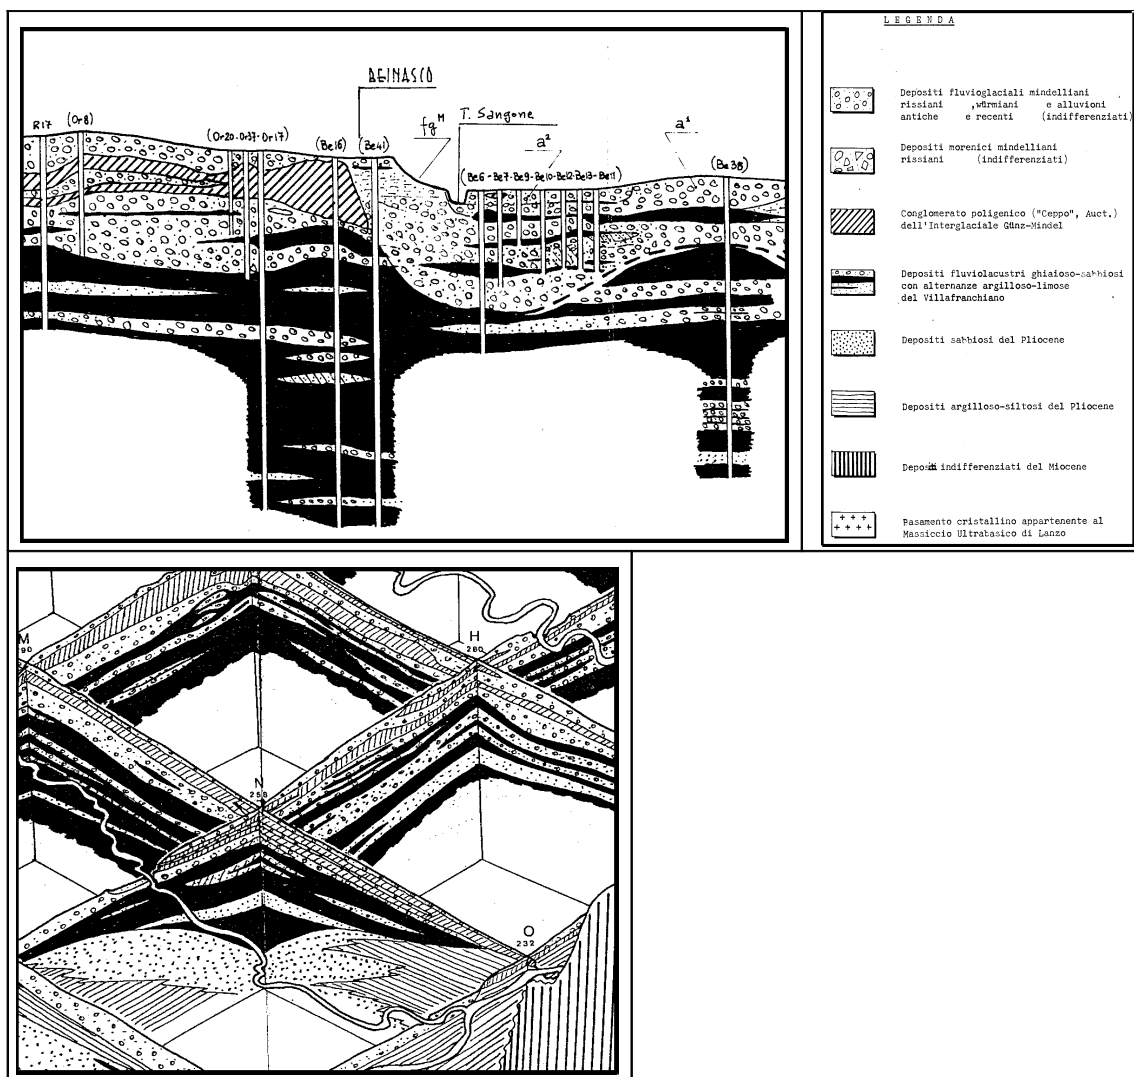 BEINASCO
fg M
T. Sangone
a²
a¹
R17
(Or8)
(Or20-Or37-Or17)
(Be16)
(Be41)
(Be6-Be7-Be9-Be10-Be12-Be13-Be11)
(Be38)
LEGENDA
Depositi fluvioglaciali mindelliani
rissiani ,würmiani e alluvioni
antiche e recenti (indifferenziati)
Depositi morenici mindelliani
rissiani (indifferenziati)
Conglomerato poligenico ("Ceppo", Auct.)
dell'Interglaciale Günz-Mindel
Depositi fluviolacustri ghiaioso-sabbiosi
con alternanze argilloso-limose
del Villafranchiano
Depositi sabbiosi del Pliocene
Depositi argilloso-siltosi del Pliocene
Depositi indifferenziati del Miocene
Pasamento cristallino appartenente al
Massiccio Ultrabasico di Lanzo
M
90
H
280
N
258
O
232